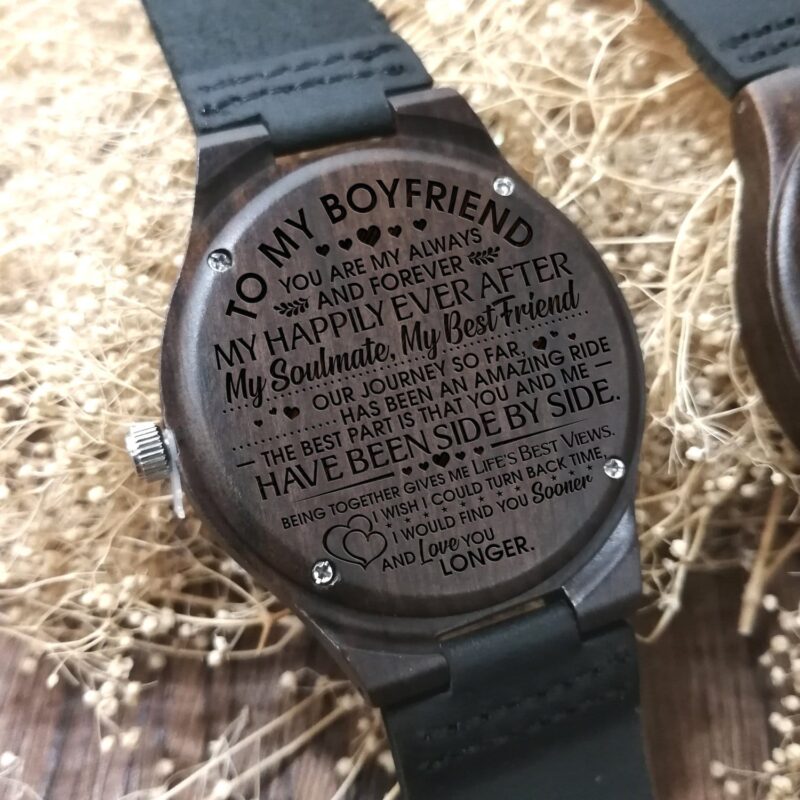 TO MY BOYFRIEND
YOU ARE MY ALWAYS
AND FOREVER
MY HAPPILY EVER AFTER
My Soulmate, My Best Friend
OUR JOURNEY SO FAR,
HAS BEEN AN AMAZING RIDE
THE BEST PART IS THAT YOU AND ME
HAVE BEEN SIDE BY SIDE.
BEING TOGETHER GIVES ME LIFE'S BEST VIEWS.
I WISH I COULD TURN BACK TIME,
I WOULD FIND YOU Sooner
AND Love YOU
LONGER.